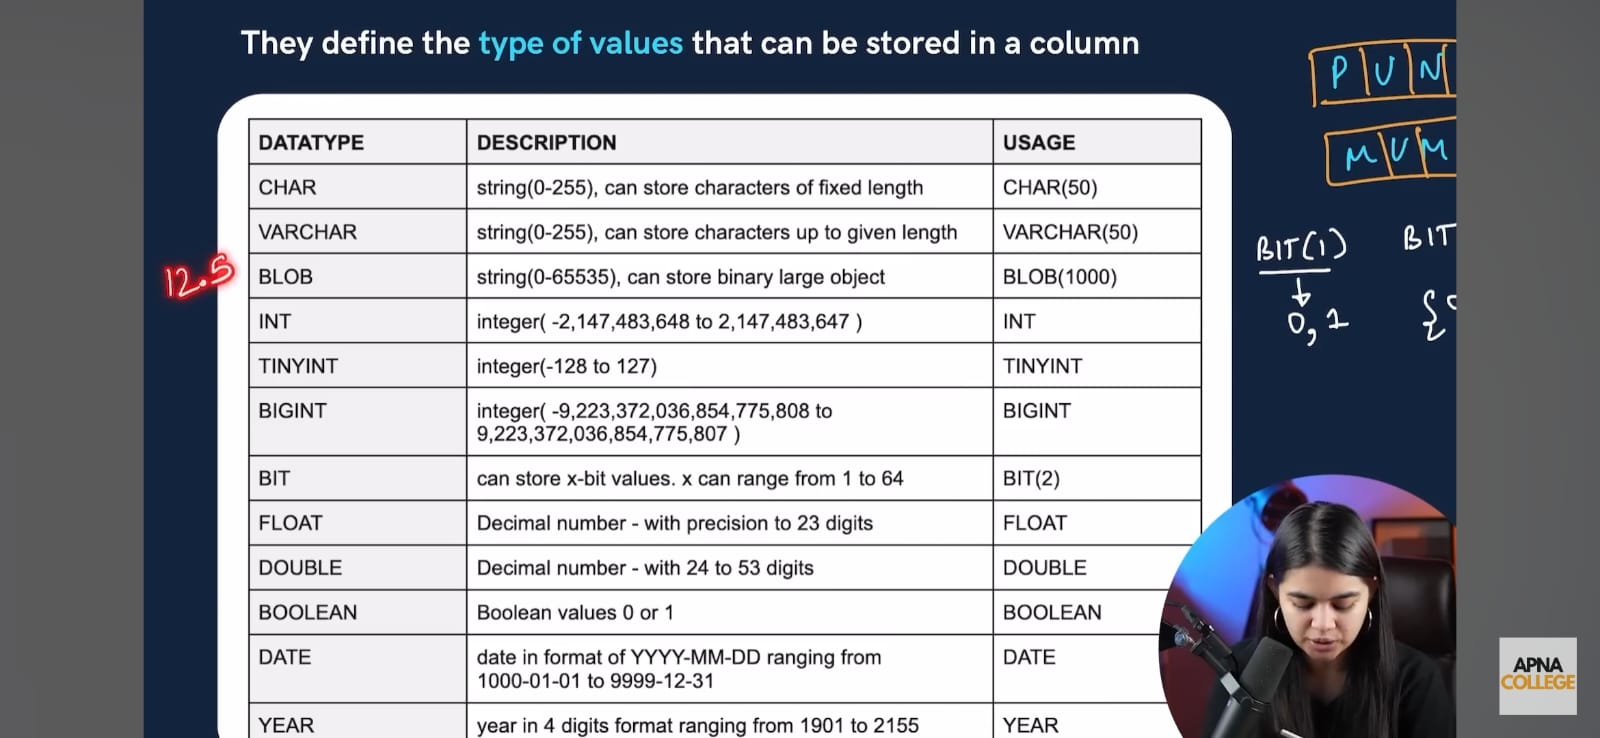 They define the type of values that can be stored in a column
DATATYPE DESCRIPTION USAGE
CHAR string(0-255), can store characters of fixed length CHAR(50)
VARCHAR string(0-255), can store characters up to given length VARCHAR(50)
BLOB string(0-65535), can store binary large object BLOB(1000)
INT integer( -2,147,483,648 to 2,147,483,647 ) INT
TINYINT integer(-128 to 127) TINYINT
BIGINT integer( -9,223,372,036,854,775,808 to BIGINT
9,223,372,036,854,775,807 )
BIT can store x-bit values. x can range from 1 to 64 BIT(2)
FLOAT Decimal number - with precision to 23 digits FLOAT
DOUBLE Decimal number - with 24 to 53 digits DOUBLE
BOOLEAN Boolean values 0 or 1 BOOLEAN
DATE date in format of YYYY-MM-DD ranging from DATE
1000-01-01 to 9999-12-31
YEAR year in 4 digits format ranging from 1901 to 2155 YEAR
12.5
P U N
M U M
BIT(1) BIT
0, 1 {
APNA
COLLEGE